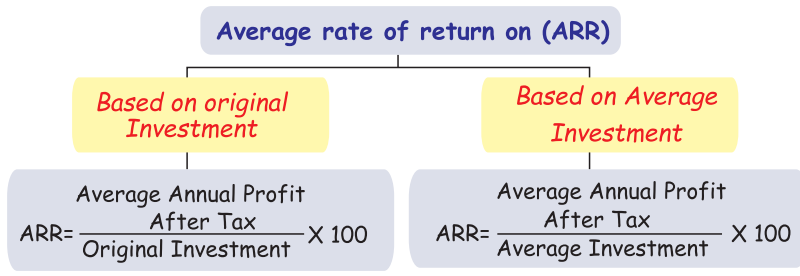 Average rate of return on (ARR)
Based on original
Investment
Based on Average
Investment
Average Annual Profit
After Tax
ARR= X 100
Original Investment
Average Annual Profit
After Tax
ARR= X 100
Average Investment